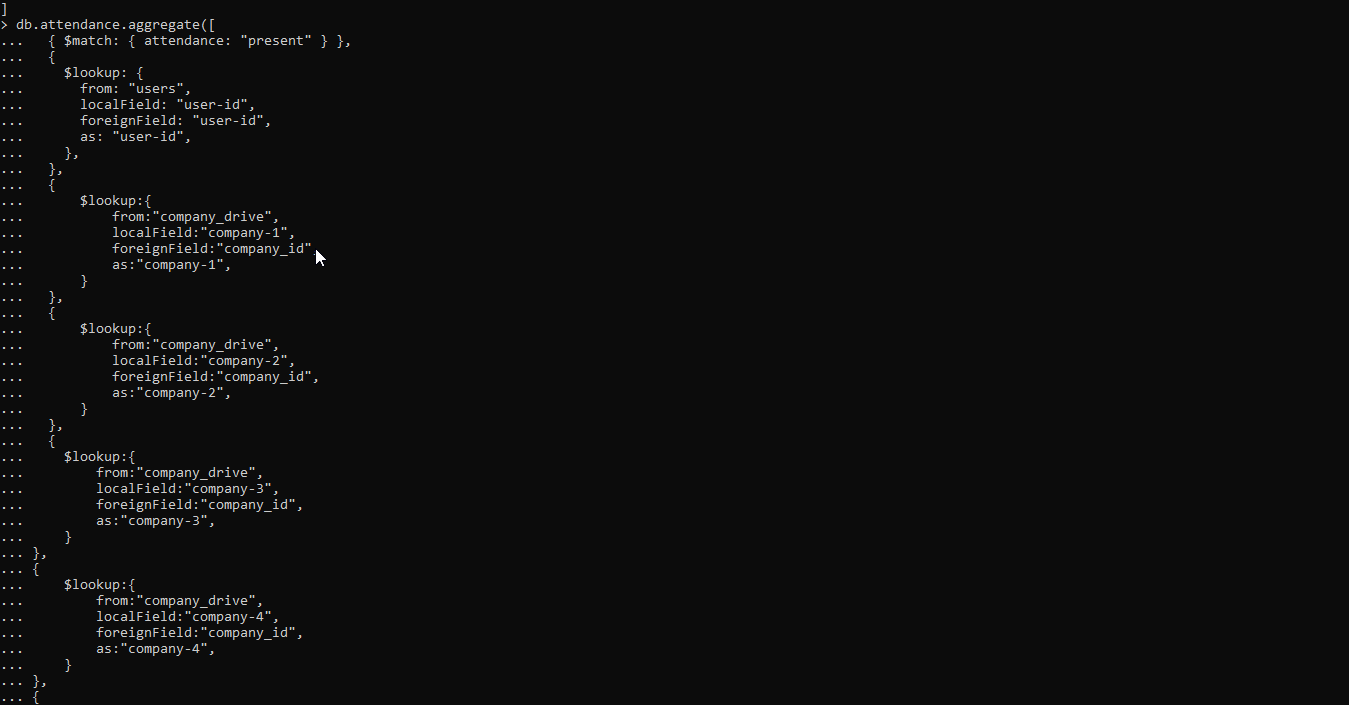 ]
> db.attendance.aggregate([
...   { $match: { attendance: "present" } },
...   {
...     $lookup: {
...       from: "users",
...       localField: "user-id",
...       foreignField: "user-id",
...       as: "user-id",
...     },
...   },
...   {
...       $lookup:{
...           from:"company_drive",
...           localField:"company-1",
...           foreignField:"company_id"
...           as:"company-1",
...       }
...   },
...   {
...       $lookup:{
...           from:"company_drive",
...           localField:"company-2",
...           foreignField:"company_id",
...           as:"company-2",
...       }
...   },
...   {
...     $lookup:{
...         from:"company_drive",
...         localField:"company-3",
...         foreignField:"company_id",
...         as:"company-3",
...     }
... },
... {
...     $lookup:{
...         from:"company_drive",
...         localField:"company-4",
...         foreignField:"company_id",
...         as:"company-4",
...     }
... },
... {